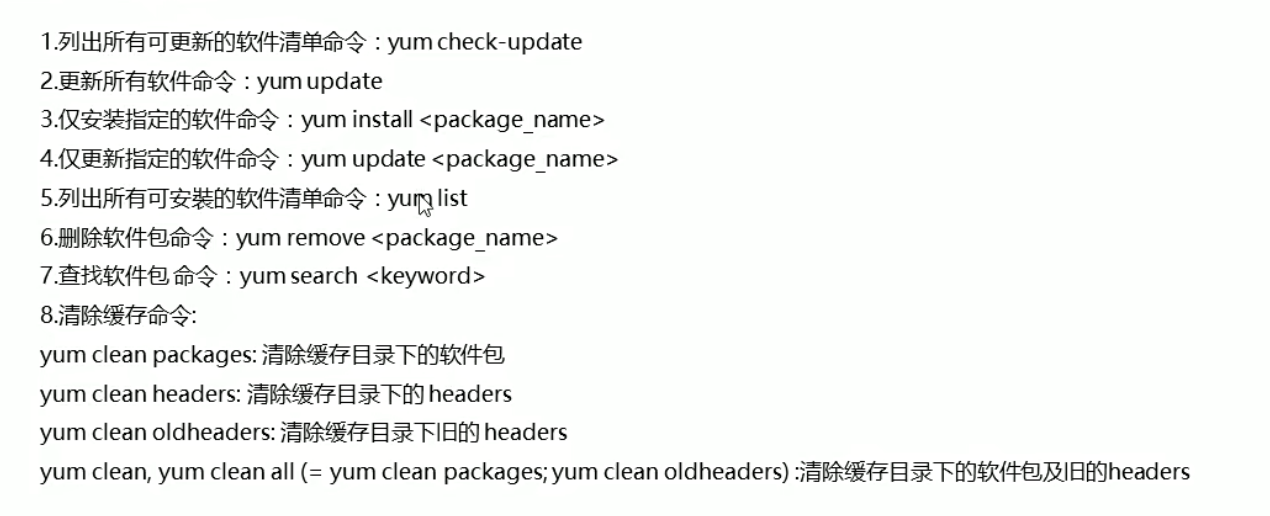 1.列出所有可更新的软件清单命令：yum check-update
2.更新所有软件命令：yum update
3.仅安装指定的软件命令：yum install <package_name>
4.仅更新指定的软件命令：yum update <package_name>
5.列出所有可安裝的软件清单命令：yum list
6.删除软件包命令：yum remove <package_name>
7.查找软件包 命令：yum search <keyword>
8.清除缓存命令:
yum clean packages: 清除缓存目录下的软件包
yum clean headers: 清除缓存目录下的 headers
yum clean oldheaders: 清除缓存目录下旧的 headers
yum clean, yum clean all (= yum clean packages; yum clean oldheaders) :清除缓存目录下的软件包及旧的headers